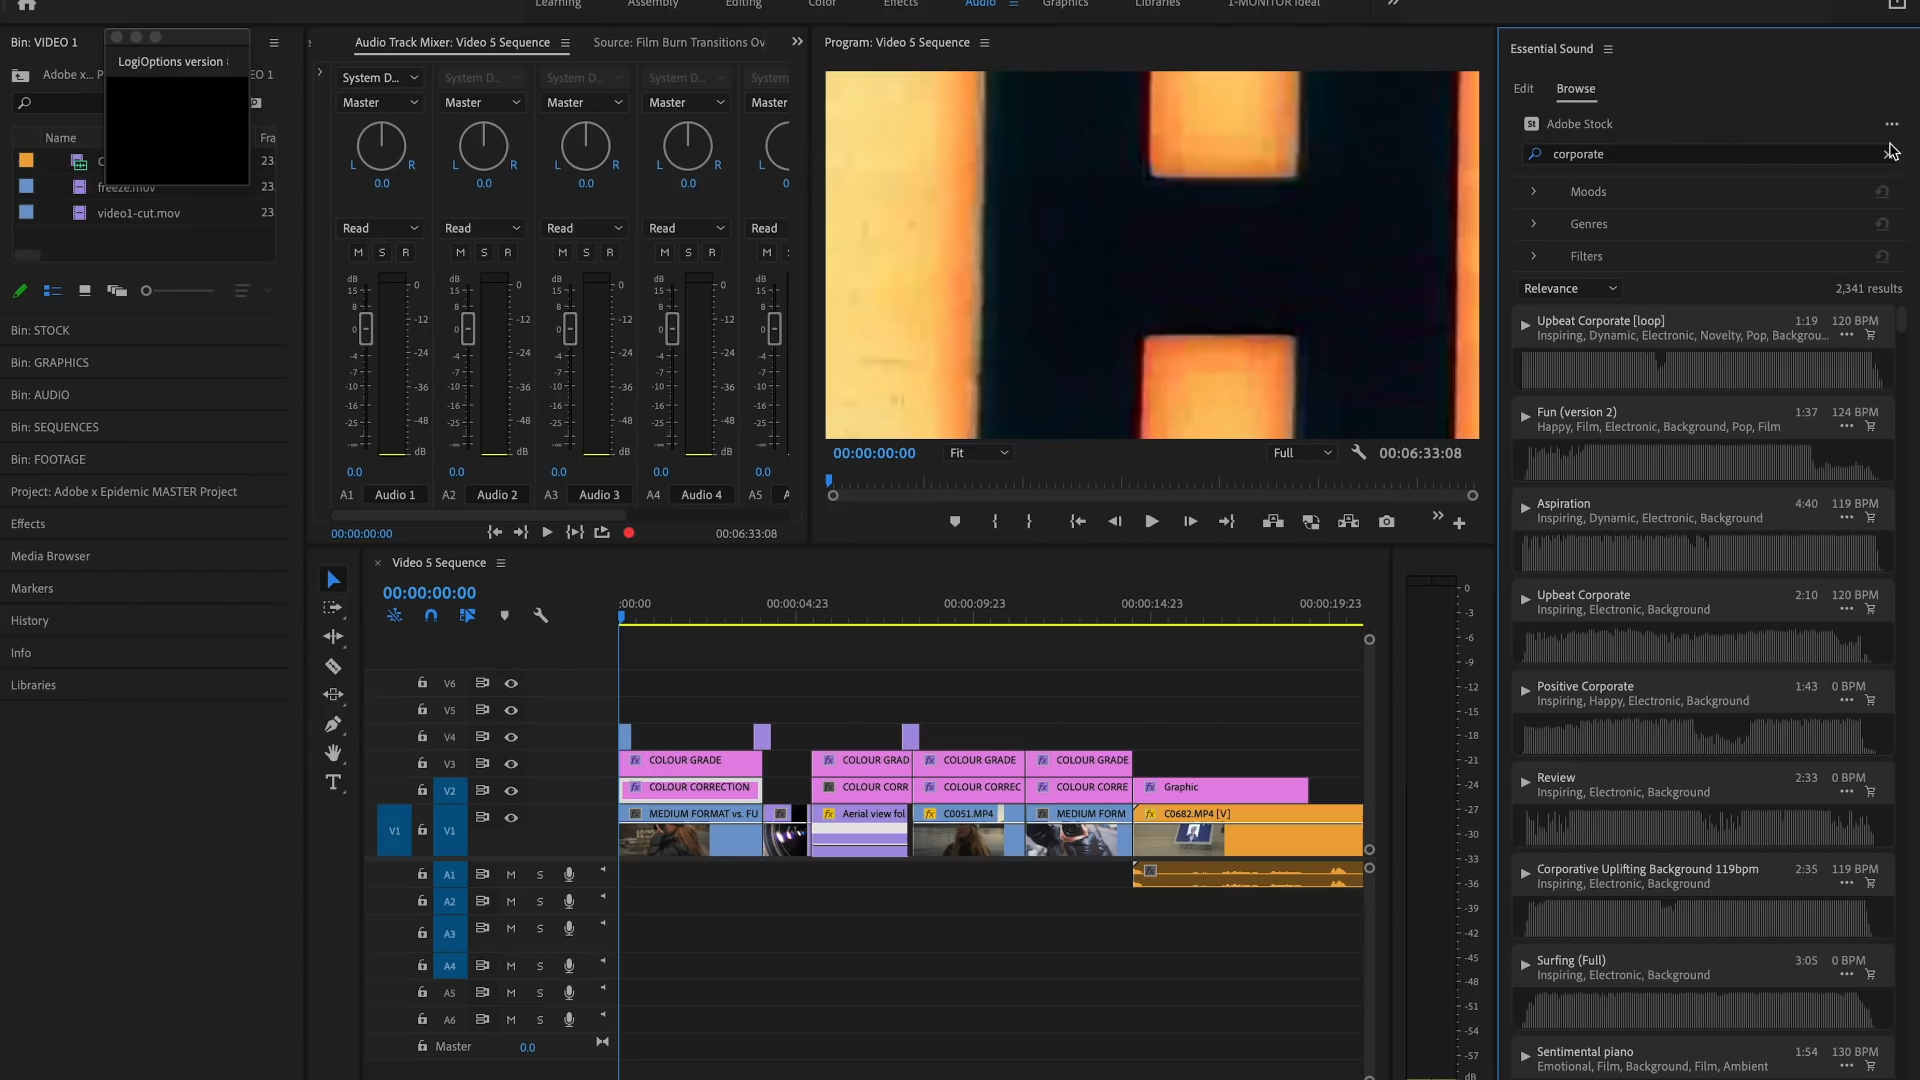 Learning Assembly Editing Color Effects Audio Graphics Libraries 1-MONITOR Ideal
Bin: VIDEO 1
LogiOptions version
Adobe x... P
EO 1
Name
Fra
C
23.
freeze.mov
23.
video1-cut.mov
23.
Bin: STOCK
Bin: GRAPHICS
Bin: AUDIO
Bin: SEQUENCES
Bin: FOOTAGE
Project: Adobe x Epidemic MASTER Project
Effects
Media Browser
Markers
History
Info
Libraries
Audio Track Mixer: Video 5 Sequence
Source: Film Burn Transitions Ov
System D... System D... System D... System D... System
Master Master Master Master Master
L R L R L R L R L
0.0 0.0 0.0 0.0 0
Read Read Read Read Read
M S R M S R M S R M S R M
dB dB dB dB dB
15 0 15 0 15 0 15 0 15
8 8 8 8 8
0 -12 0 -12 0 -12 0 -12 0
-4 -24 -4 -24 -4 -24 -4 -24 -4
-7 -7 -7 -7 -7
-10 -36 -10 -36 -10 -36 -10 -36 -10
-16 -16 -16 -16 -16
-25 -48 -25 -48 -25 -48 -25 -48 -25
-∞ dB -∞ dB -∞ dB -∞ dB -∞
0.0 0.0 0.0 0.0 0.0
A1 Audio 1 A2 Audio 2 A3 Audio 3 A4 Audio 4 A5 A
00:00:00:00
00:06:33:08
Program: Video 5 Sequence
00:00:00:00 Fit Full 00:06:33:08
Video 5 Sequence
00:00:00:00
:00:00 00:00:04:23 00:00:09:23 00:00:14:23 00:00:19:23
V6
V5
V4
V3
COLOUR GRADE COLOUR GRAD COLOUR GRADE COLOUR GRADE
V2
COLOUR CORRECTION COLOUR CORR COLOUR CORREC COLOUR CORRE Graphic
V1 V1
MEDIUM FORMAT vs. FU Aerial view fol C0051.MP4 MEDIUM FORM C0682.MP4 [V]
A1 M S
A2 M S
A3 M S
A4 M S
A5 M S
A6 M S
Master 0.0
0
-3
-6
-9
-12
-15
-18
-21
-24
-27
-30
-33
-36
-39
-42
-45
-48
-51
-54
-57
dB
Essential Sound
Edit Browse
St Adobe Stock
corporate
Moods
Genres
Filters
Relevance 2,341 results
Upbeat Corporate [loop] 1:19 120 BPM
Inspiring, Dynamic, Electronic, Novelty, Pop, Backgrou...
Fun (version 2) 1:37 124 BPM
Happy, Film, Electronic, Background, Pop, Film
Aspiration 4:40 119 BPM
Inspiring, Dynamic, Electronic, Background
Upbeat Corporate 2:10 120 BPM
Inspiring, Electronic, Background
Positive Corporate 1:43 0 BPM
Inspiring, Happy, Electronic, Background
Review 2:33 0 BPM
Inspiring, Electronic, Background
Corporative Uplifting Background 119bpm 2:35 119 BPM
Inspiring, Electronic, Background
Surfing (Full) 3:05 0 BPM
Inspiring, Electronic, Background
Sentimental piano 1:54 130 BPM
Emotional, Film, Background, Film, Ambient